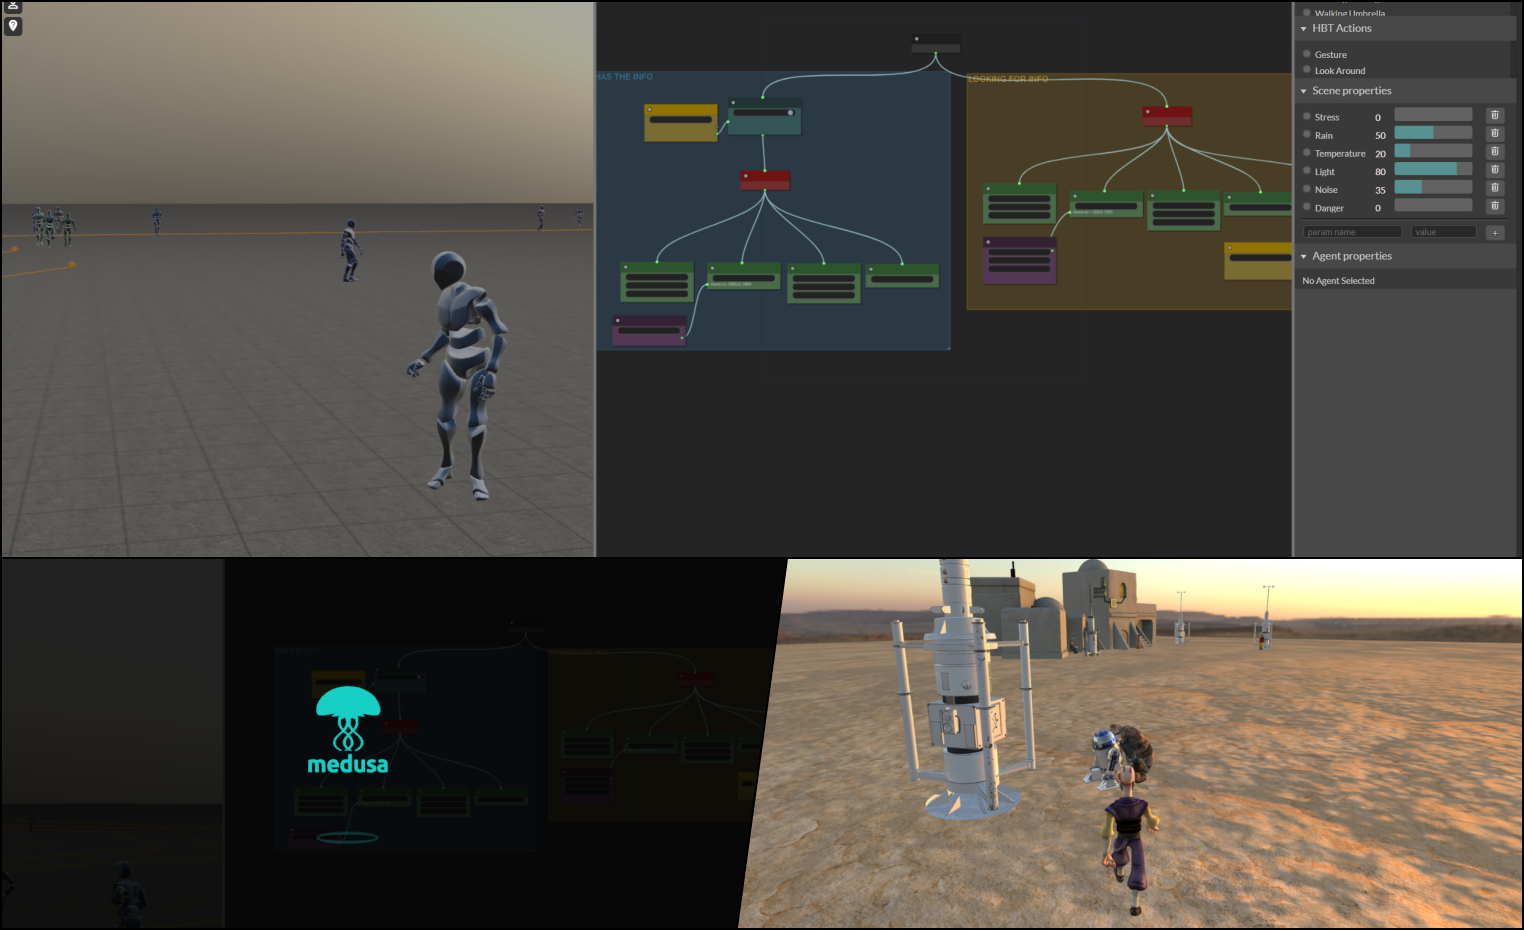 HAS THE INFO
LOOKING FOR INFO
Walking Umbrella
HBT Actions
Gesture
Look Around
Scene properties
Stress 0
Rain 50
Temperature 20
Light 80
Noise 35
Danger 0
param name value +
Agent properties
No Agent Selected
medusa